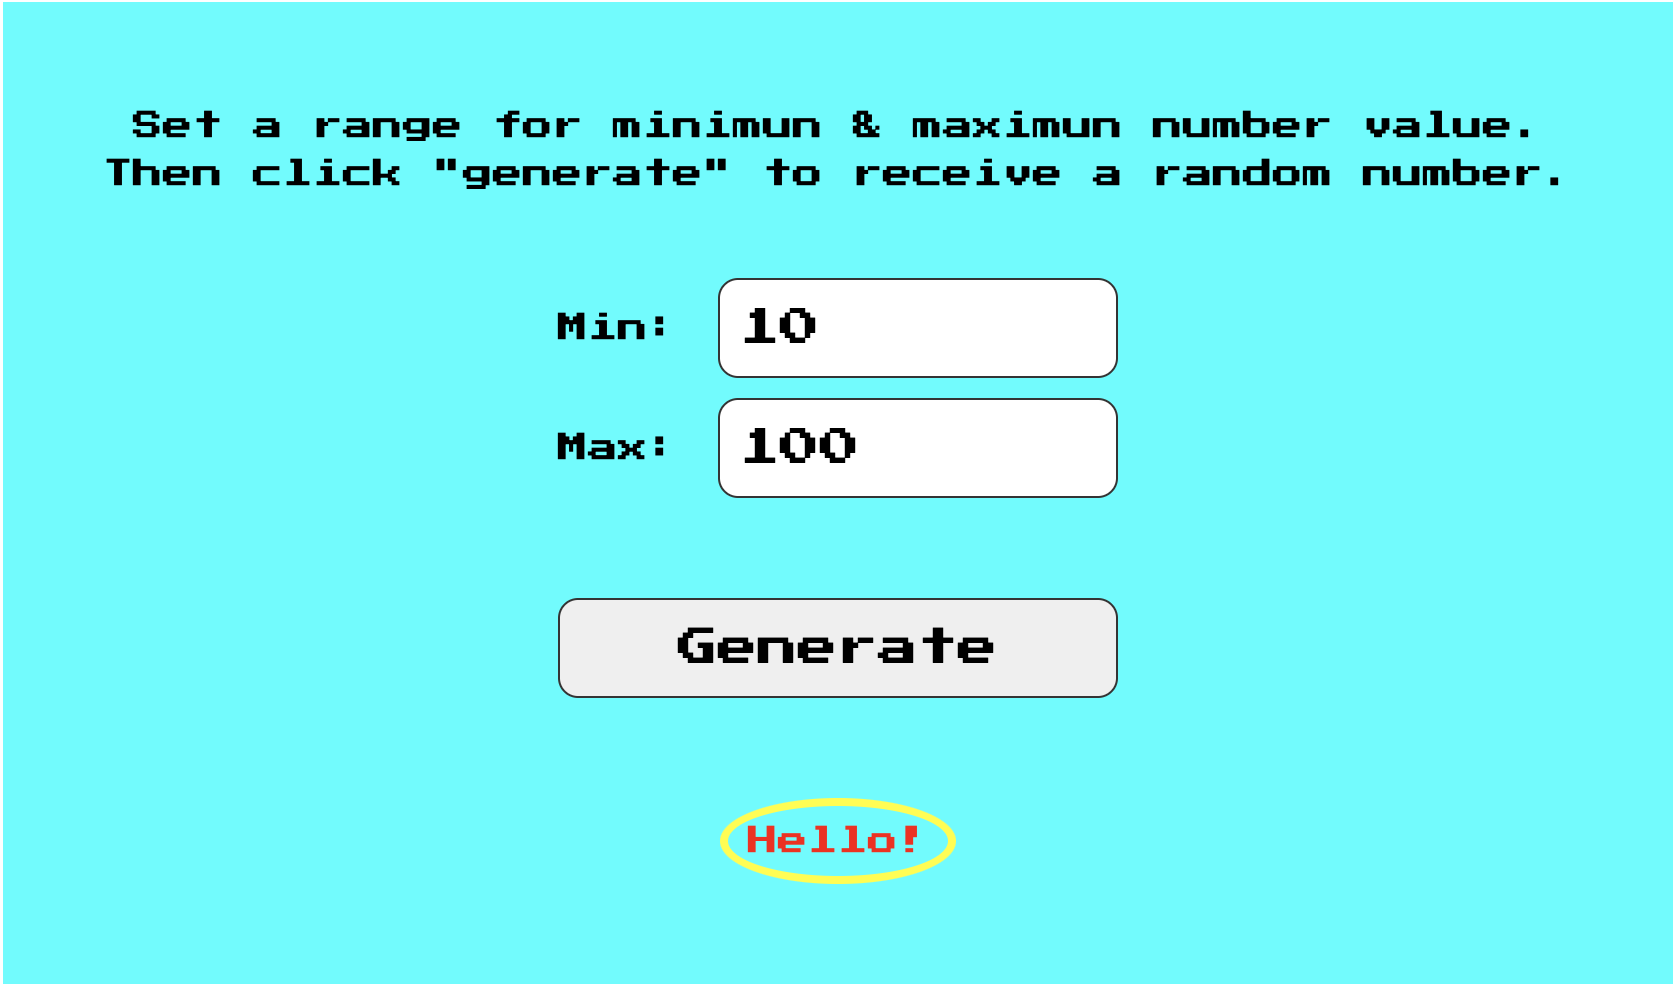 Set a range for minimun & maximun number value.
Then click "generate" to receive a random number.
Min: 10
Max: 100
Generate
Hello!